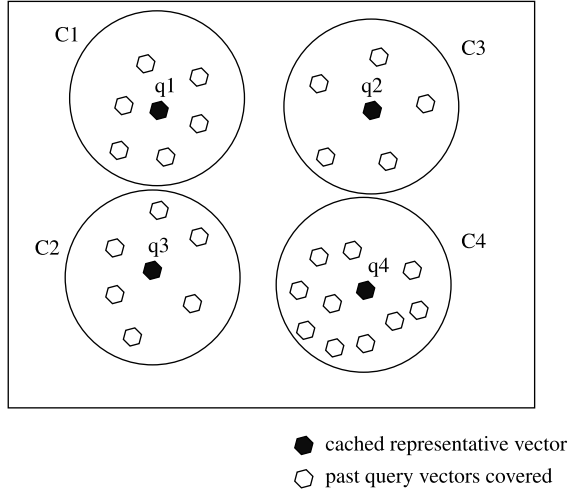 C1
C3
q1
q2
C2
q3
C4
q4
cached representative vector
past query vectors covered